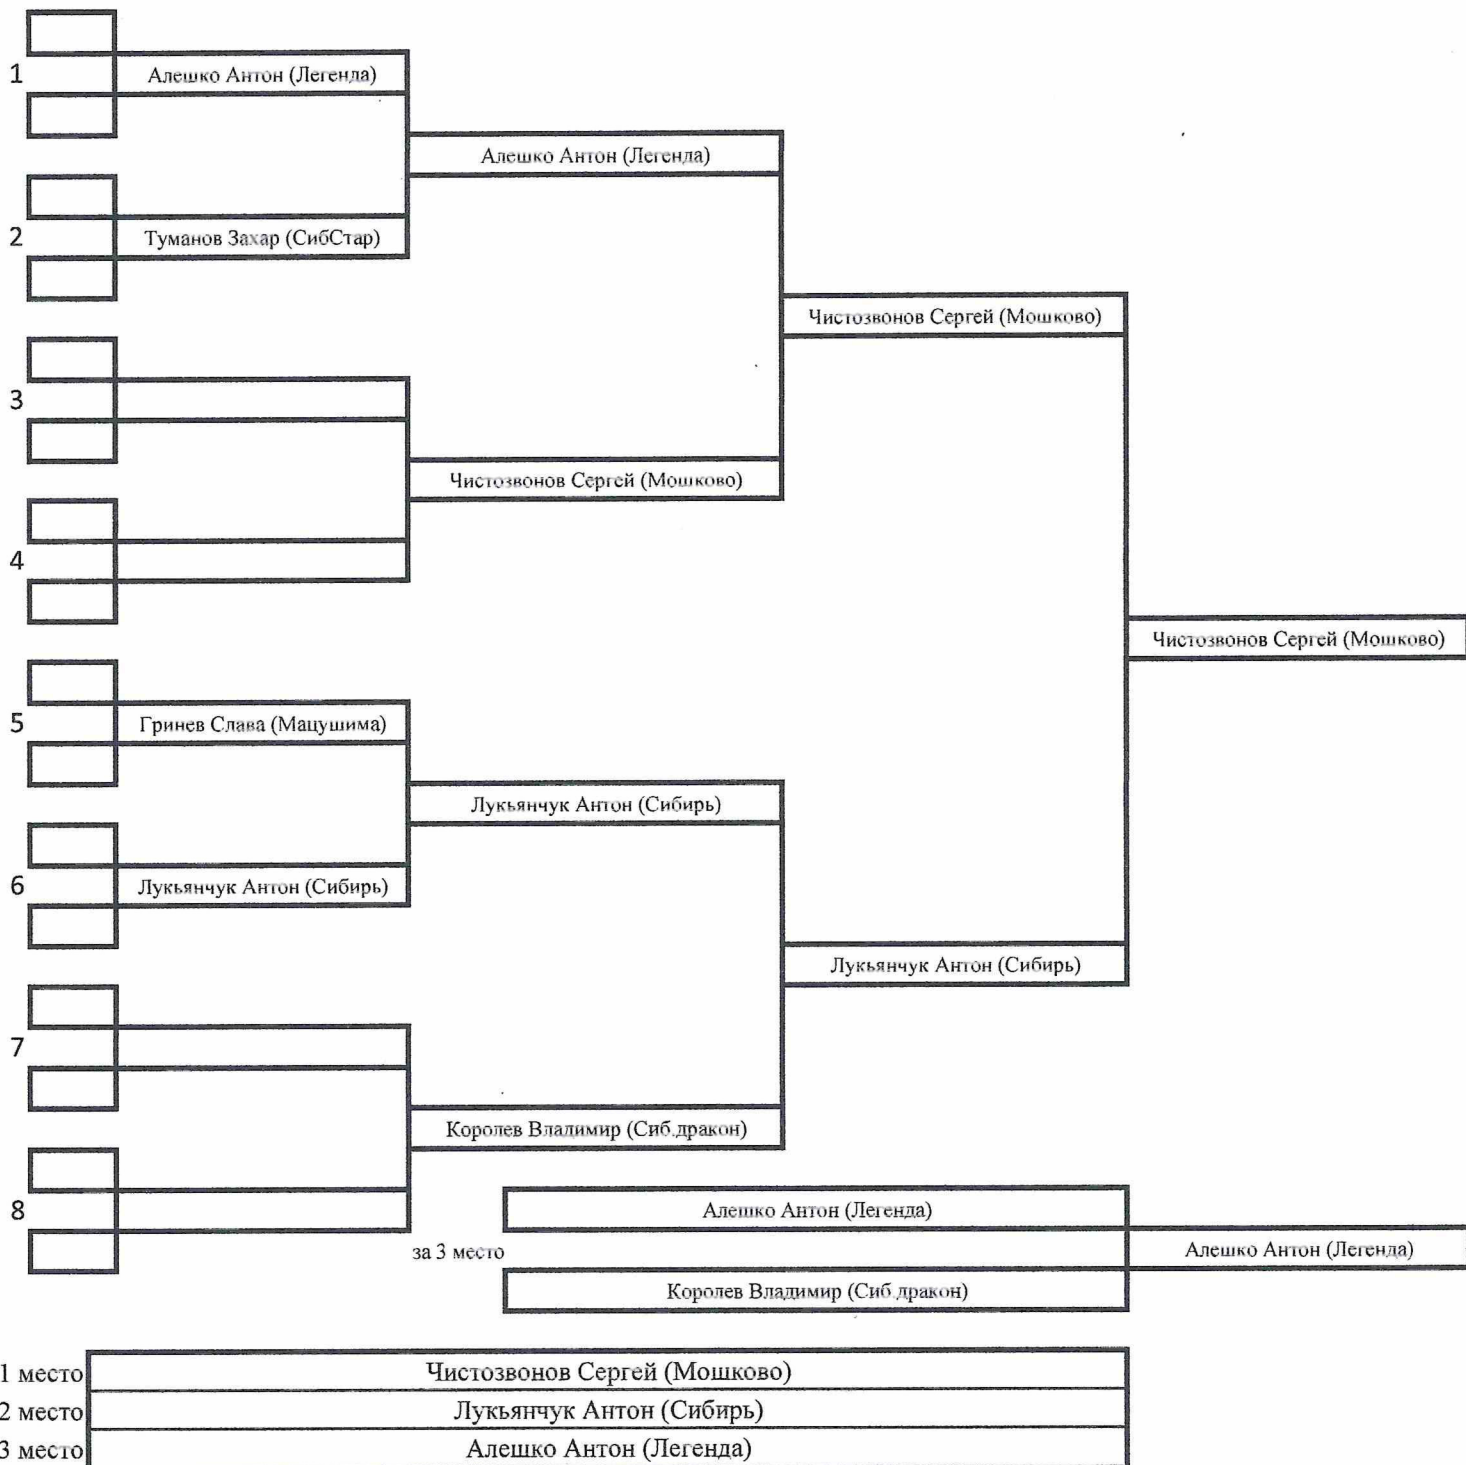 1
Алешко Антон (Легенда)
Алешко Антон (Легенда)
2
Туманов Захар (СибСтар)
Чистозвонов Сергей (Мошково)
3
Чистозвонов Сергей (Мошково)
4
Чистозвонов Сергей (Мошково)
5
Гринев Слава (Мацушима)
Лукьянчук Антон (Сибирь)
6
Лукьянчук Антон (Сибирь)
Лукьянчук Антон (Сибирь)
7
Королев Владимир (Сиб.дракон)
8
Алешко Антон (Легенда)
за 3 место
Алешко Антон (Легенда)
Королев Владимир (Сиб.дракон)
1 место Чистозвонов Сергей (Мошково)
2 место Лукьянчук Антон (Сибирь)
3 место Алешко Антон (Легенда)